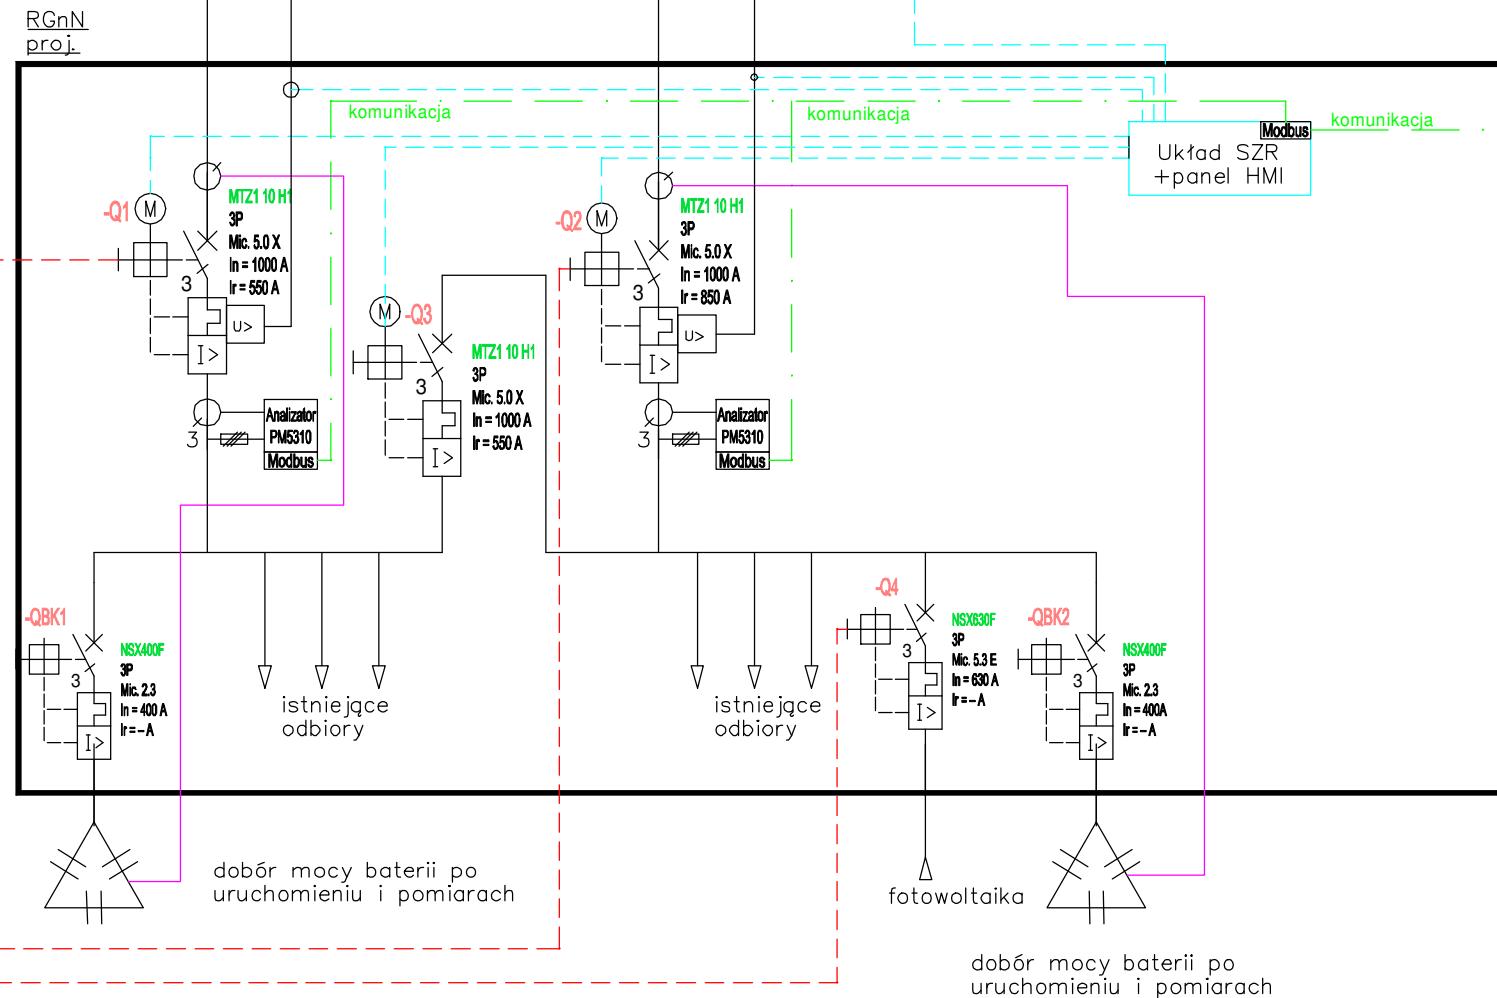 RGnN
proj.
komunikacja
komunikacja
komunikacja
Modbus
Układ SZR
+panel HMI
-Q1
M
MTZ1 10 H1
3P
Mic. 5.0 X
In = 1000 A
Ir = 550 A
3
U>
I >
-Q2
M
MTZ1 10 H1
3P
Mic. 5.0 X
In = 1000 A
Ir = 850 A
3
U>
I >
M
-Q3
MTZ1 10 H1
3P
Mic. 5.0 X
In = 1000 A
Ir = 550 A
3
I >
3
Analizator
PM5310
Modbus
3
Analizator
PM5310
Modbus
-QBK1
NSX400F
3P
Mic. 2.3
In = 400 A
Ir = – A
3
I >
istniejące
odbiory
istniejące
odbiory
-Q4
NSX630F
3P
Mic. 5.3 E
In = 630 A
Ir = – A
3
I >
-QBK2
NSX400F
3P
Mic. 2.3
In = 400A
Ir = – A
3
I >
dobór mocy baterii po
uruchomieniu i pomiarach
fotowoltaika
dobór mocy baterii po
uruchomieniu i pomiarach